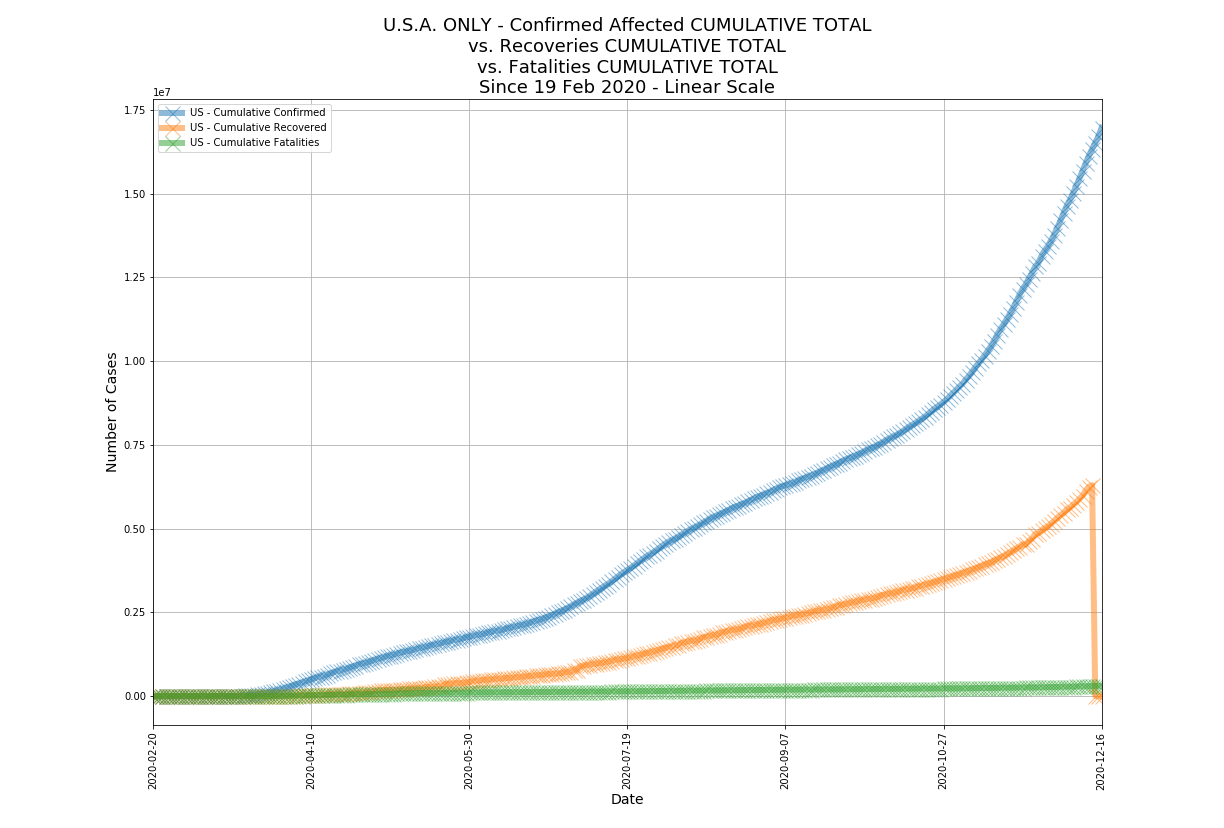 U.S.A. ONLY - Confirmed Affected CUMULATIVE TOTAL
vs. Recoveries CUMULATIVE TOTAL
vs. Fatalities CUMULATIVE TOTAL
Since 19 Feb 2020 - Linear Scale
1e7
US - Cumulative Confirmed
US - Cumulative Recovered
US - Cumulative Fatalities
Number of Cases
1.75
1.50
1.25
1.00
0.75
0.50
0.25
0.00
2020-02-20
2020-04-10
2020-05-30
2020-07-19
2020-09-07
2020-10-27
2020-12-16
Date